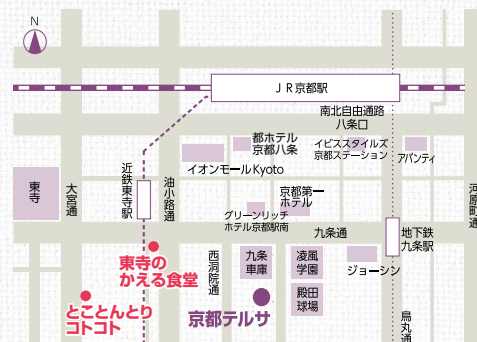 N
JR京都駅
南北自由通路
八条口
都ホテル
京都八条
イビススタイルズ
京都ステーション
アバンティ
イオンモールKyoto
近鉄東寺駅
油小路通
東寺
大宮通
京都第一
ホテル
グリーンリッチ
ホテル京都駅南
河原町通
九条通
地下鉄
九条駅
東寺の
かえる食堂
西洞院通
九条
車庫
凌風
学園
ジョーシン
とことんとり
コトコト
京都テルサ
殿田
球場
烏丸通